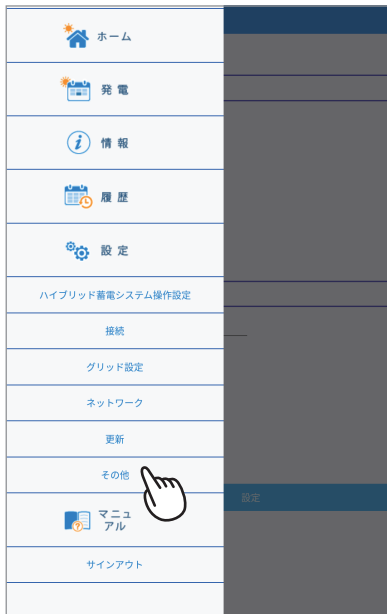 ホーム
発電
情報
履歴
設定
ハイブリッド蓄電システム操作設定
接続
グリッド設定
ネットワーク
更新
その他
設定
マニュ
アル
サインアウト